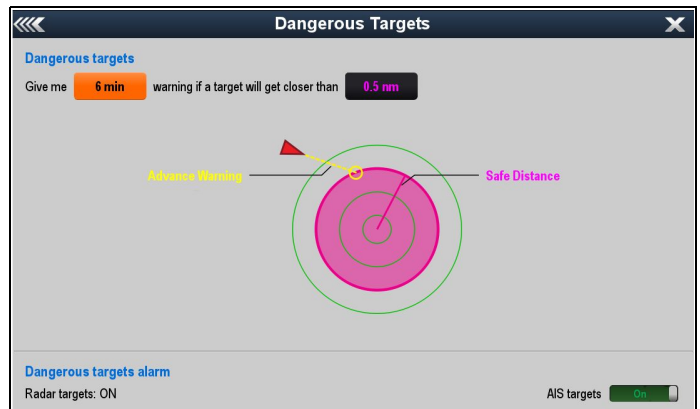 Dangerous Targets
Dangerous targets
Give me 6 min warning if a target will get closer than 0.5 nm
Advance Warning
Safe Distance
Dangerous targets alarm
Radar targets: ON
AIS targets On